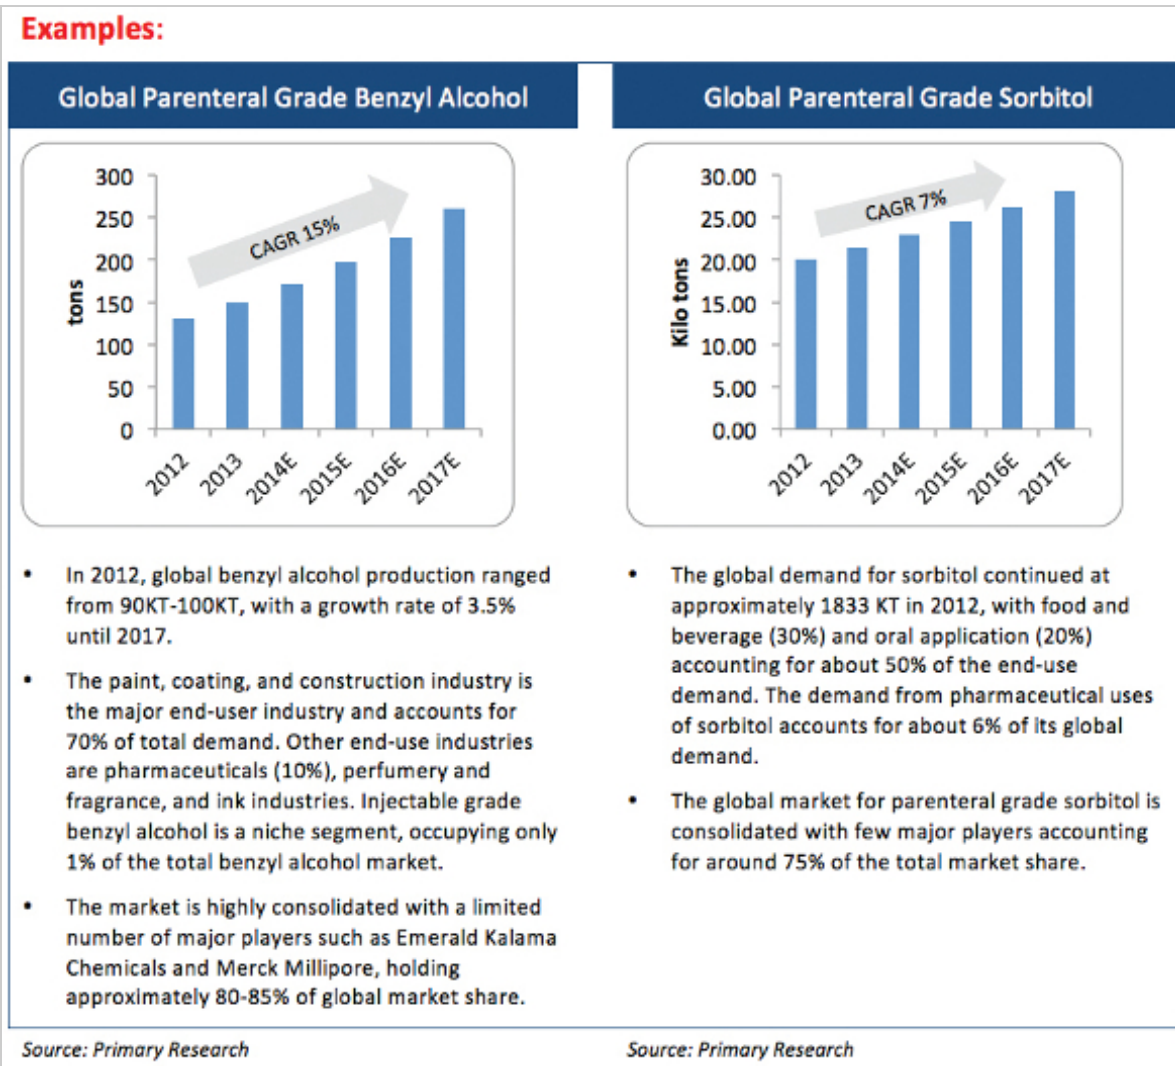 Examples:
Global Parenteral Grade Benzyl Alcohol
300
250
200
150
100
50
0
tons
CAGR 15%
2012
2013
2014E
2015E
2016E
2017E
• In 2012, global benzyl alcohol production ranged
from 90KT-100KT, with a growth rate of 3.5%
until 2017.
• The paint, coating, and construction industry is
the major end-user industry and accounts for
70% of total demand. Other end-use industries
are pharmaceuticals (10%), perfumery and
fragrance, and ink industries. Injectable grade
benzyl alcohol is a niche segment, occupying only
1% of the total benzyl alcohol market.
• The market is highly consolidated with a limited
number of major players such as Emerald Kalama
Chemicals and Merck Millipore, holding
approximately 80-85% of global market share.
Source: Primary Research
Global Parenteral Grade Sorbitol
30.00
25.00
20.00
15.00
10.00
5.00
0.00
Kilo tons
CAGR 7%
2012
2013
2014E
2015E
2016E
2017E
• The global demand for sorbitol continued at
approximately 1833 KT in 2012, with food and
beverage (30%) and oral application (20%)
accounting for about 50% of the end-use
demand. The demand from pharmaceutical uses
of sorbitol accounts for about 6% of its global
demand.
• The global market for parenteral grade sorbitol is
consolidated with few major players accounting
for around 75% of the total market share.
Source: Primary Research